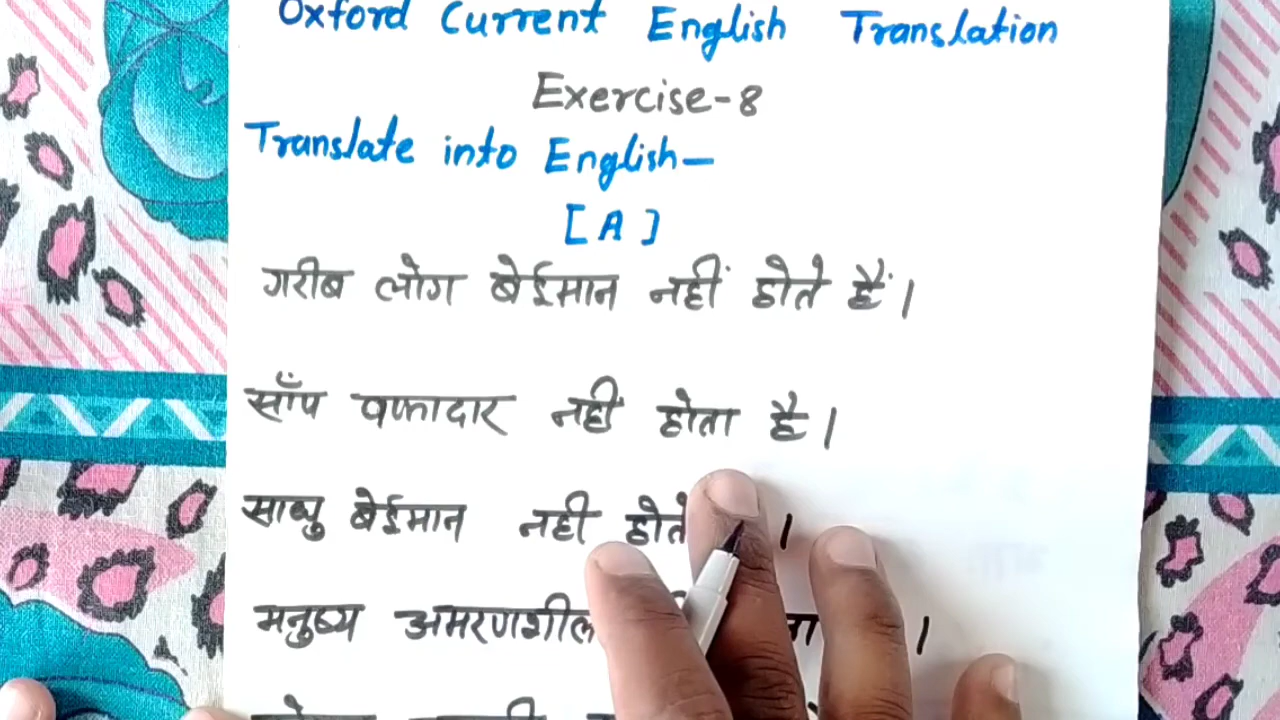 Oxford Current English Translation
Exercise-8
Translate into English—
[A]
गरीब लोग बेईमान नहीं होते हैं।
साँप वफादार नहीं होता है।
साधु बेईमान नही होते ।
मनुष्य अमरणशील ।